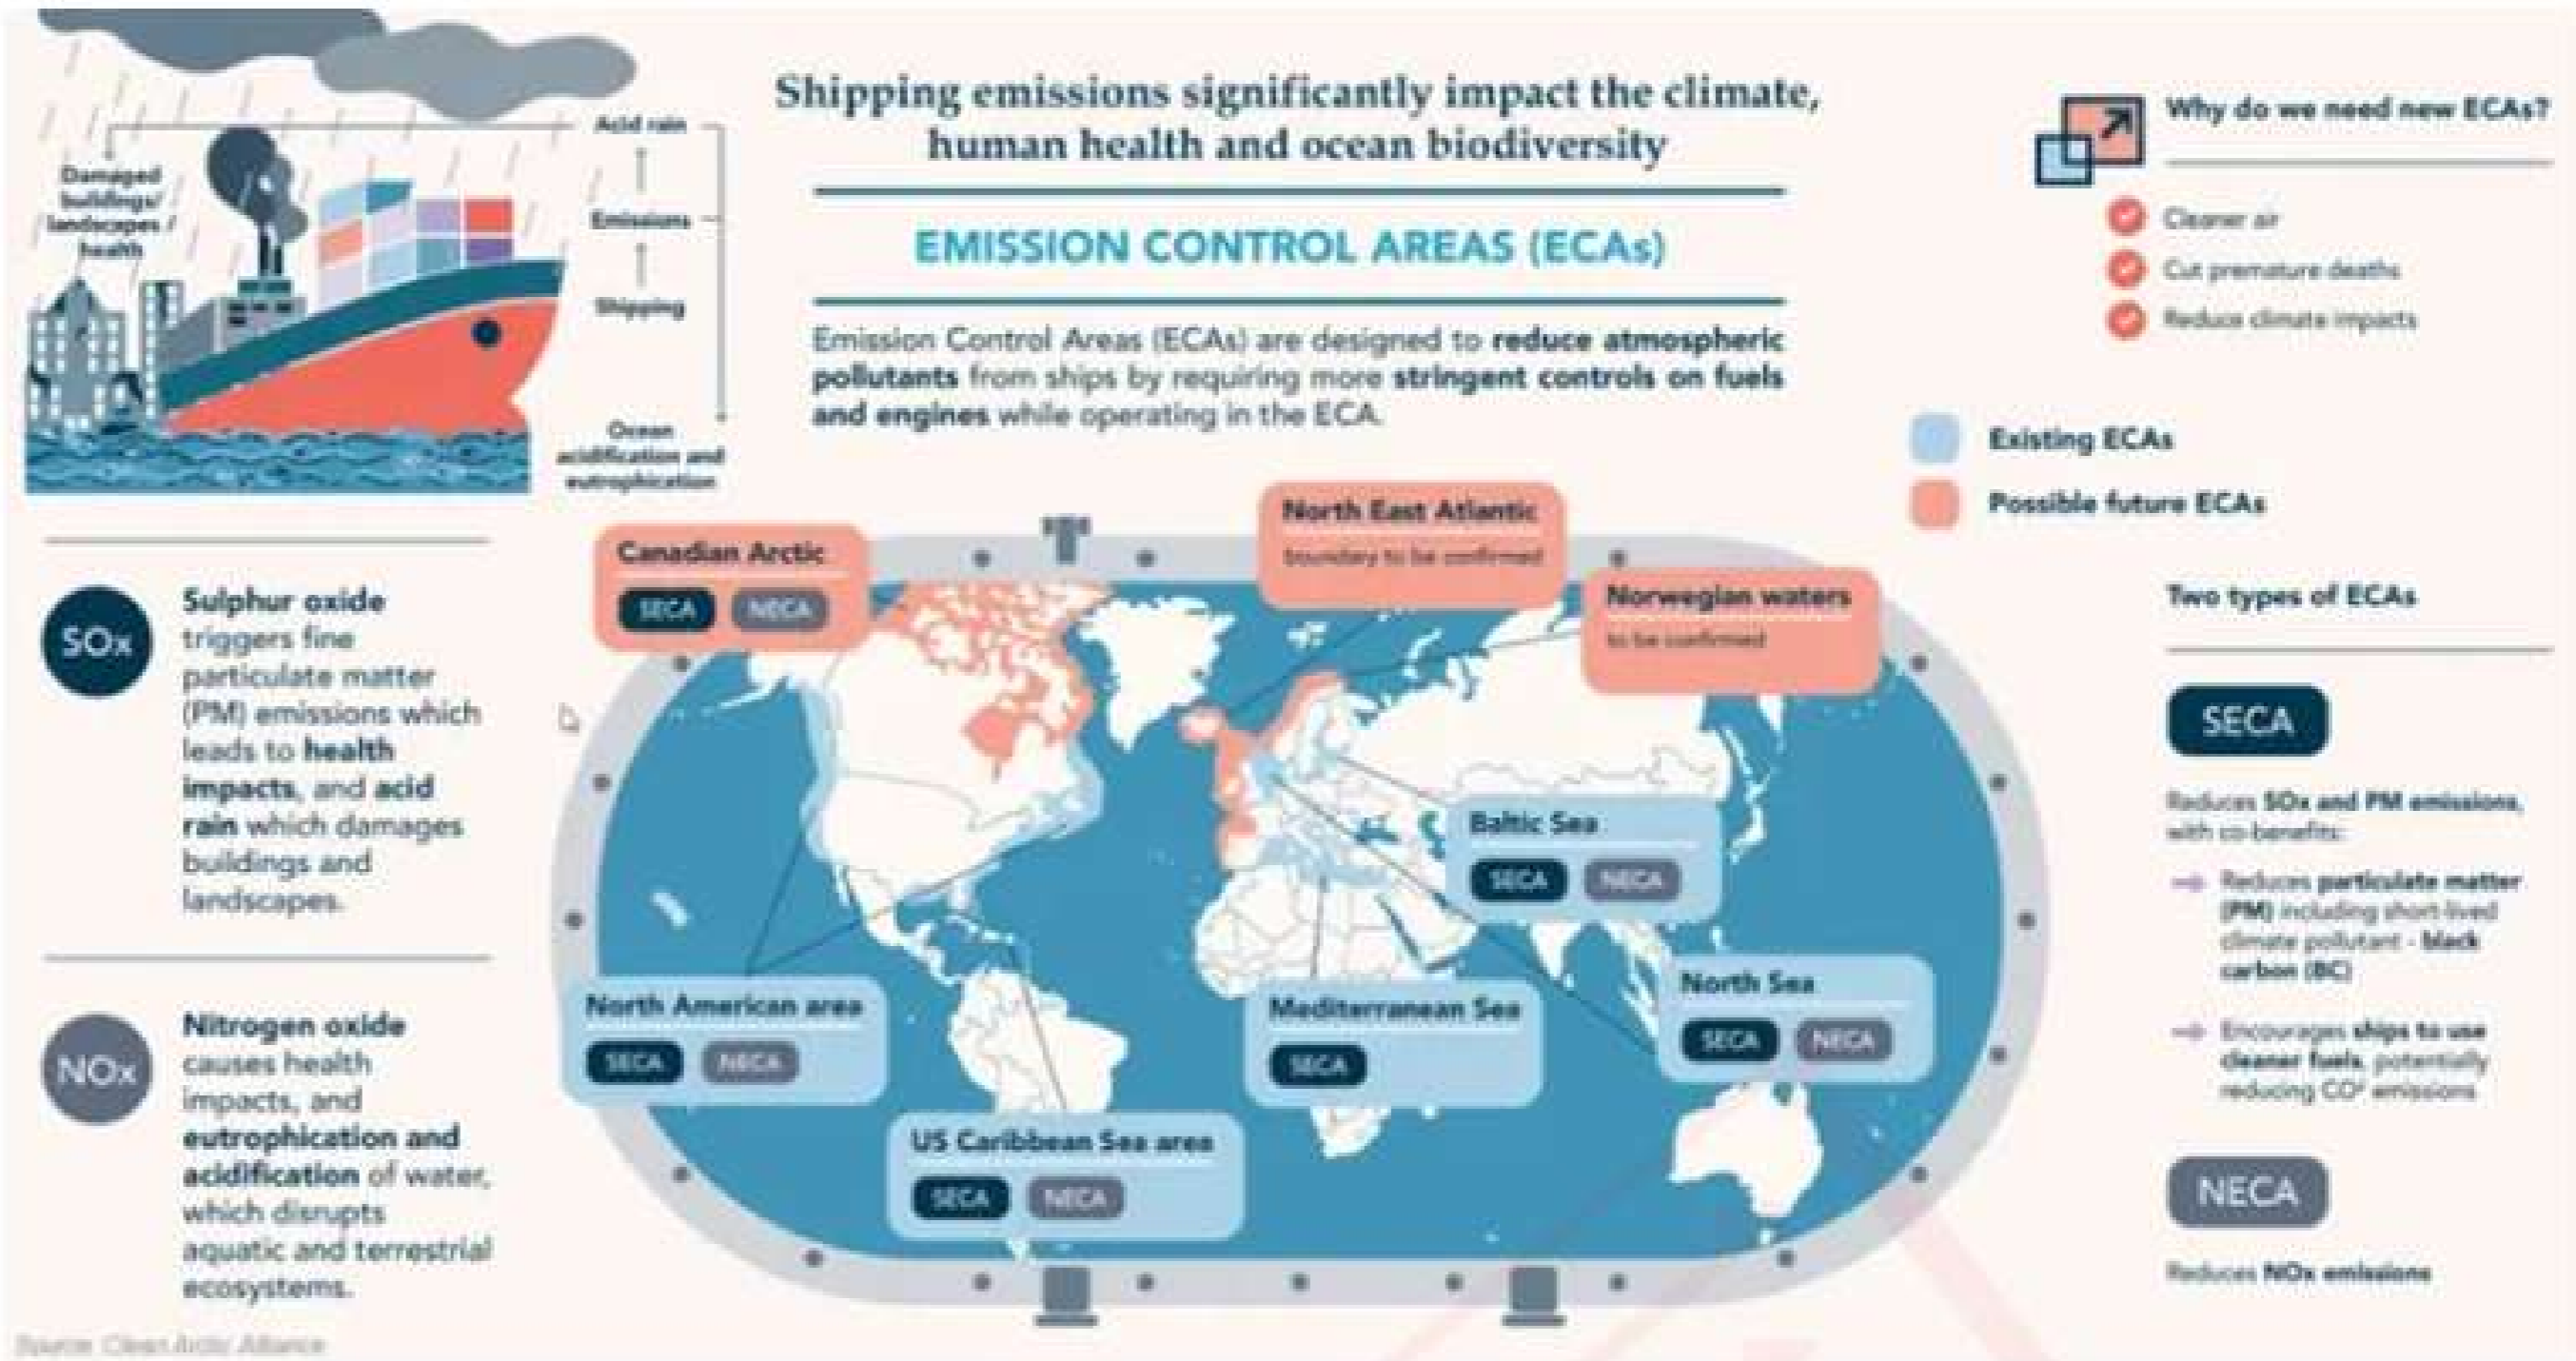 Acid rain
Damaged
buildings/
landscapes /
health
Emissions
Shipping
Ocean
acidification and
eutrophication
Shipping emissions significantly impact the climate,
human health and ocean biodiversity
EMISSION CONTROL AREAS (ECAs)
Emission Control Areas (ECAs) are designed to reduce atmospheric
pollutants from ships by requiring more stringent controls on fuels
and engines while operating in the ECA.
Why do we need new ECAs?
Cleaner air
Cut premature deaths
Reduce climate impacts
Existing ECAs
Possible future ECAs
SOx
Sulphur oxide
triggers fine
particulate matter
(PM) emissions which
leads to health
impacts, and acid
rain which damages
buildings and
landscapes.
NOx
Nitrogen oxide
causes health
impacts, and
eutrophication and
acidification of water,
which disrupts
aquatic and terrestrial
ecosystems.
Canadian Arctic
SECA NECA
North East Atlantic
boundary to be confirmed
Norwegian waters
to be confirmed
Baltic Sea
SECA NECA
North Sea
SECA NECA
North American area
SECA NECA
Mediterranean Sea
SECA
US Caribbean Sea area
SECA NECA
Two types of ECAs
SECA
Reduces SOx and PM emissions,
with co-benefits:
Reduces particulate matter
(PM) including short-lived
climate pollutant - black
carbon (BC)
Encourages ships to use
cleaner fuels, potentially
reducing CO² emissions
NECA
Reduces NOx emissions
Source: Clean Arctic Alliance